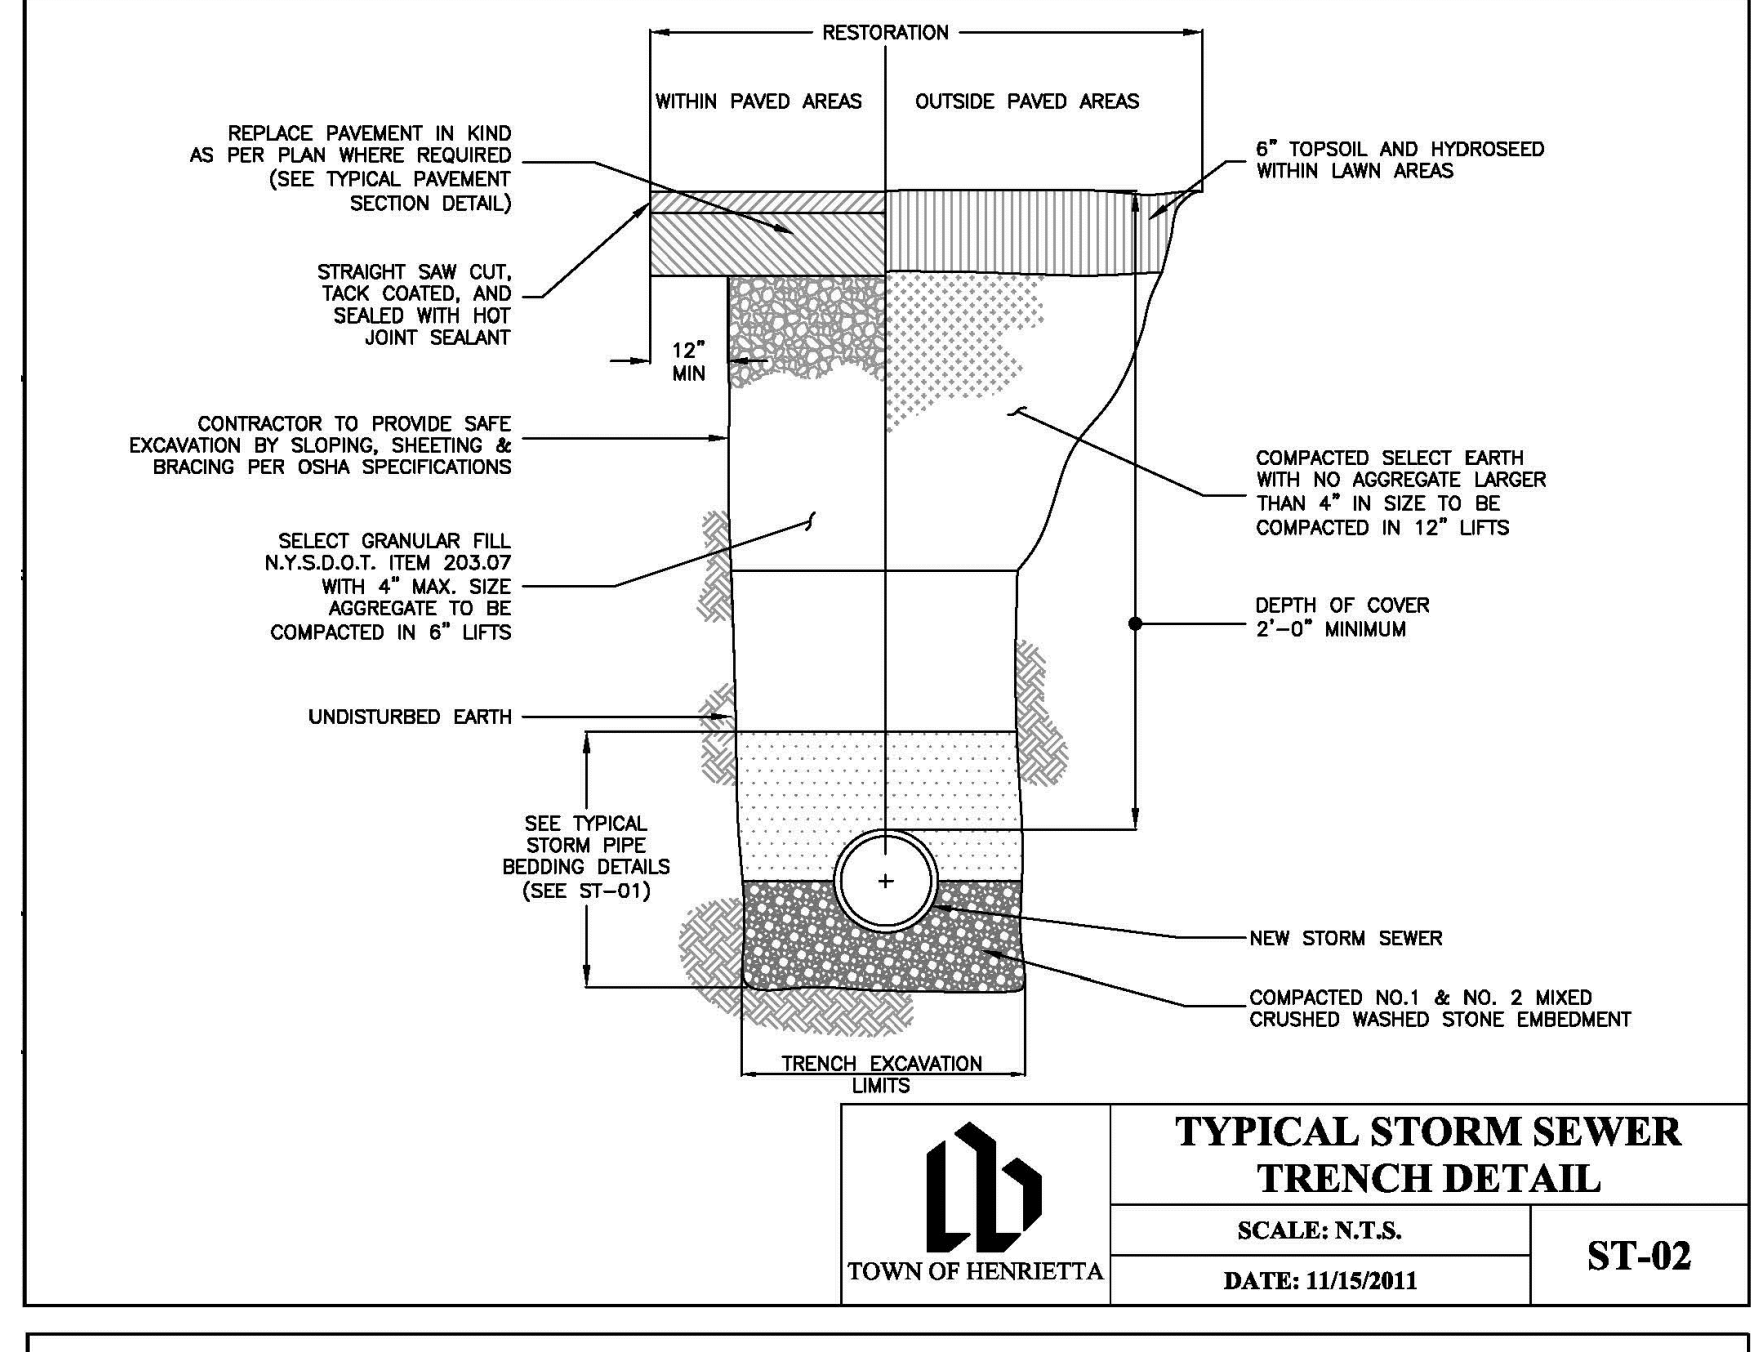 RESTORATION
WITHIN PAVED AREAS
OUTSIDE PAVED AREAS
REPLACE PAVEMENT IN KIND
AS PER PLAN WHERE REQUIRED
(SEE TYPICAL PAVEMENT
SECTION DETAIL)
6" TOPSOIL AND HYDROSEED
WITHIN LAWN AREAS
STRAIGHT SAW CUT,
TACK COATED, AND
SEALED WITH HOT
JOINT SEALANT
12"
MIN
CONTRACTOR TO PROVIDE SAFE
EXCAVATION BY SLOPING, SHEETING &
BRACING PER OSHA SPECIFICATIONS
COMPACTED SELECT EARTH
WITH NO AGGREGATE LARGER
THAN 4" IN SIZE TO BE
COMPACTED IN 12" LIFTS
SELECT GRANULAR FILL
N.Y.S.D.O.T. ITEM 203.07
WITH 4" MAX. SIZE
AGGREGATE TO BE
COMPACTED IN 6" LIFTS
DEPTH OF COVER
2'-0" MINIMUM
UNDISTURBED EARTH
SEE TYPICAL
STORM PIPE
BEDDING DETAILS
(SEE ST-01)
NEW STORM SEWER
COMPACTED NO.1 & NO. 2 MIXED
CRUSHED WASHED STONE EMBEDMENT
TRENCH EXCAVATION
LIMITS
TOWN OF HENRIETTA
TYPICAL STORM SEWER
TRENCH DETAIL
SCALE: N.T.S.
DATE: 11/15/2011
ST-02